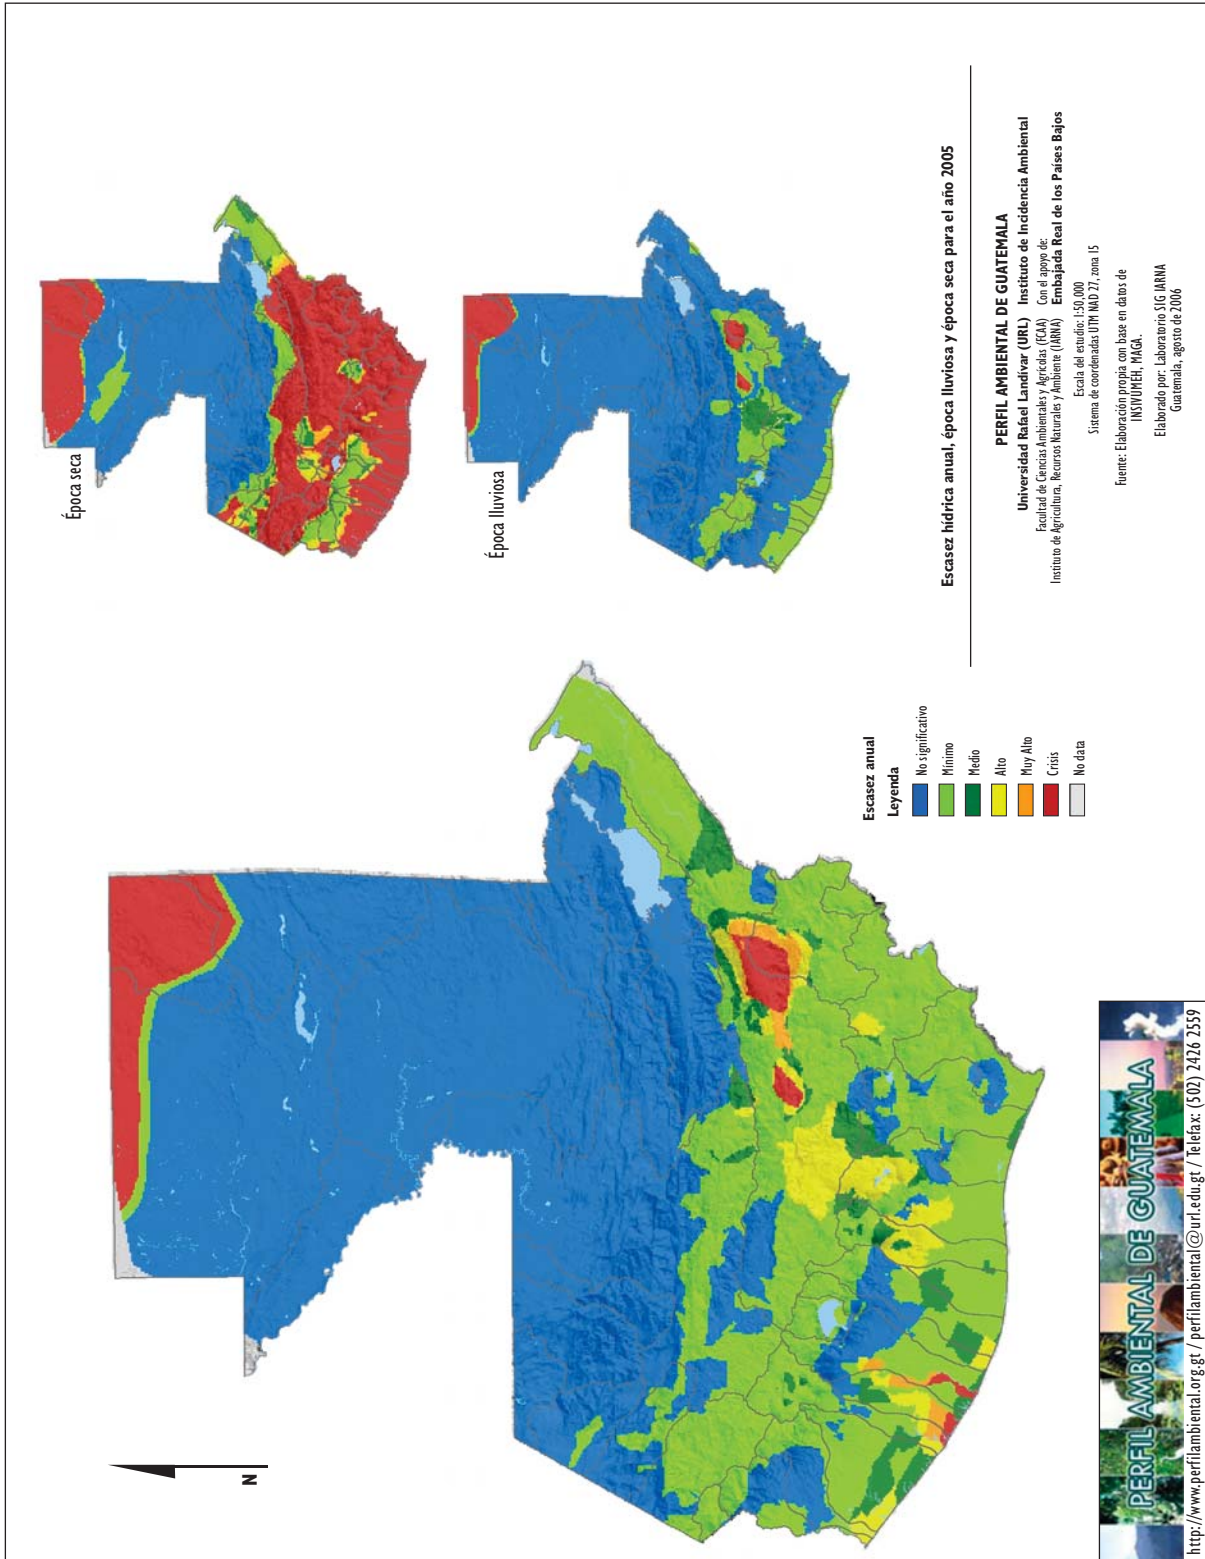 Época seca
Época lluviosa
N
Escasez anual
Leyenda
No significativo
Mínimo
Medio
Alto
Muy Alto
Crisis
No data
Escasez hídrica anual, época lluviosa y época seca para el año 2005
PERFIL AMBIENTAL DE GUATEMALA
Universidad Rafael Landívar (URL) Instituto de Incidencia Ambiental
Facultad de Ciencias Ambientales y Agrícolas (FCAA) Con el apoyo de:
Instituto de Agricultura, Recursos Naturales y Ambiente (IARNA) Embajada Real de los Países Bajos
Escala del estudio: 1:50,000
Sistema de coordenadas UTM NAD 27, zona 15
Fuente: Elaboración propia con base en datos de
INSIVUMEH, MAGA.
Elaborado por: Laboratorio SIG IARNA
Guatemala, agosto de 2006
PERFIL AMBIENTAL DE GUATEMALA
http://www.perfilambiental.org.gt / perfilambiental@url.edu.gt / Telefax: (502) 2426 2559